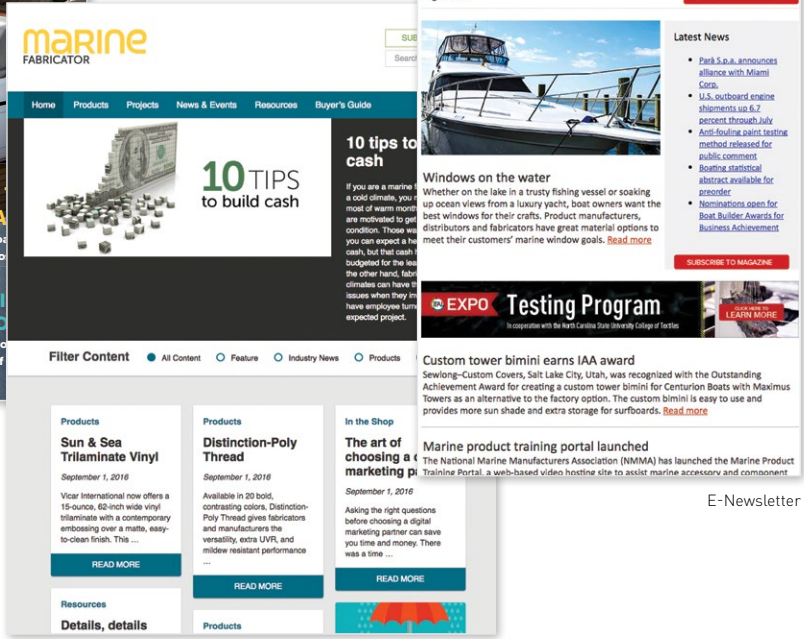 MARINE
FABRICATOR
SUB
Searc
Home Products Projects News & Events Resources Buyer's Guide
10 TIPS
to build cash
10 tips to
cash
If you are a marine f
a cold climate, you
most of warm month
are motivated to get
condition. Those wa
you can expect a he
cash, but that cash
budgeted for the lea
the other hand, fabri
climates can have th
issues when they im
have employee turn
expected project.
Filter Content All Content Feature Industry News Products
Products
Sun & Sea
Trilaminate Vinyl
September 1, 2016
Vicar International now offers a
15-ounce, 62-inch wide vinyl
trilaminate with a contemporary
embossing over a matte, easy-
to-clean finish. This ...
READ MORE
Resources
Details, details
Products
Distinction-Poly
Thread
September 1, 2016
Available in 20 bold,
contrasting colors, Distinction-
Poly Thread gives fabricators
and manufacturers the
versatility, extra UVR, and
mildew resistant performance
...
READ MORE
Products
In the Shop
The art of
choosing a d
marketing pa
September 1, 2016
Asking the right questions
before choosing a digital
marketing partner can save
you time and money. There
was a time ...
READ MORE
Windows on the water
Whether on the lake in a trusty fishing vessel or soaking
up ocean views from a luxury yacht, boat owners want the
best windows for their crafts. Product manufacturers,
distributors and fabricators have great material options to
meet their customers' marine window goals. Read more
Latest News
Parà S.p.a. announces
alliance with Miami
Corp.
U.S. outboard engine
shipments up 6.7
percent through July
Anti-fouling paint testing
method released for
public comment
Boating statistical
abstract available for
preorder
Nominations open for
Boat Builder Awards for
Business Achievement
SUBSCRIBE TO MAGAZINE
EXPO Testing Program
In cooperation with the North Carolina State University College of Textiles
CLICK HERE TO
LEARN MORE
Custom tower bimini earns IAA award
Sewlong–Custom Covers, Salt Lake City, Utah, was recognized with the Outstanding
Achievement Award for creating a custom tower bimini for Centurion Boats with Maximus
Towers as an alternative to the factory option. The custom bimini is easy to use and
provides more sun shade and extra storage for surfboards. Read more
Marine product training portal launched
The National Marine Manufacturers Association (NMMA) has launched the Marine Product
Training Portal, a web-based video hosting site to assist marine accessory and component
E-Newsletter